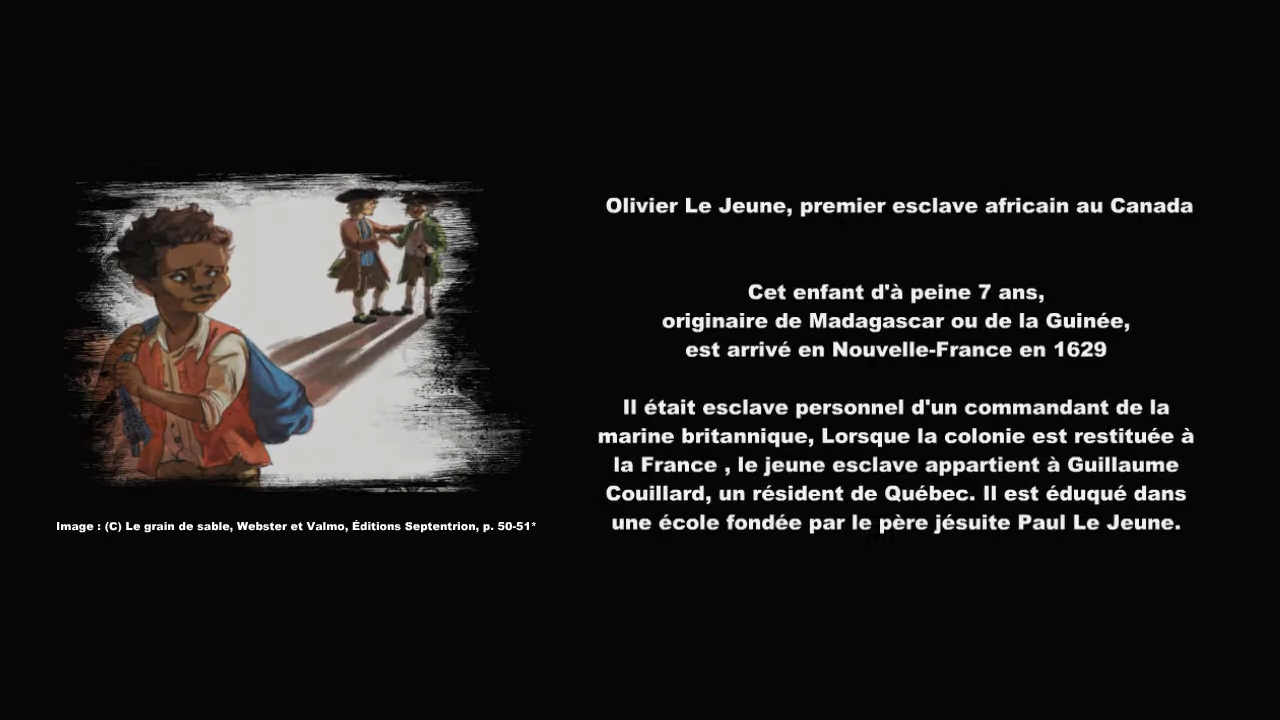 Olivier Le Jeune, premier esclave africain au Canada
Cet enfant d'à peine 7 ans,
originaire de Madagascar ou de la Guinée,
est arrivé en Nouvelle-France en 1629
Il était esclave personnel d'un commandant de la
marine britannique, Lorsque la colonie est restituée à
la France , le jeune esclave appartient à Guillaume
Couillard, un résident de Québec. Il est éduqué dans
une école fondée par le père jésuite Paul Le Jeune.
Image : (C) Le grain de sable, Webster et Valmo, Éditions Septentrion, p. 50-51*